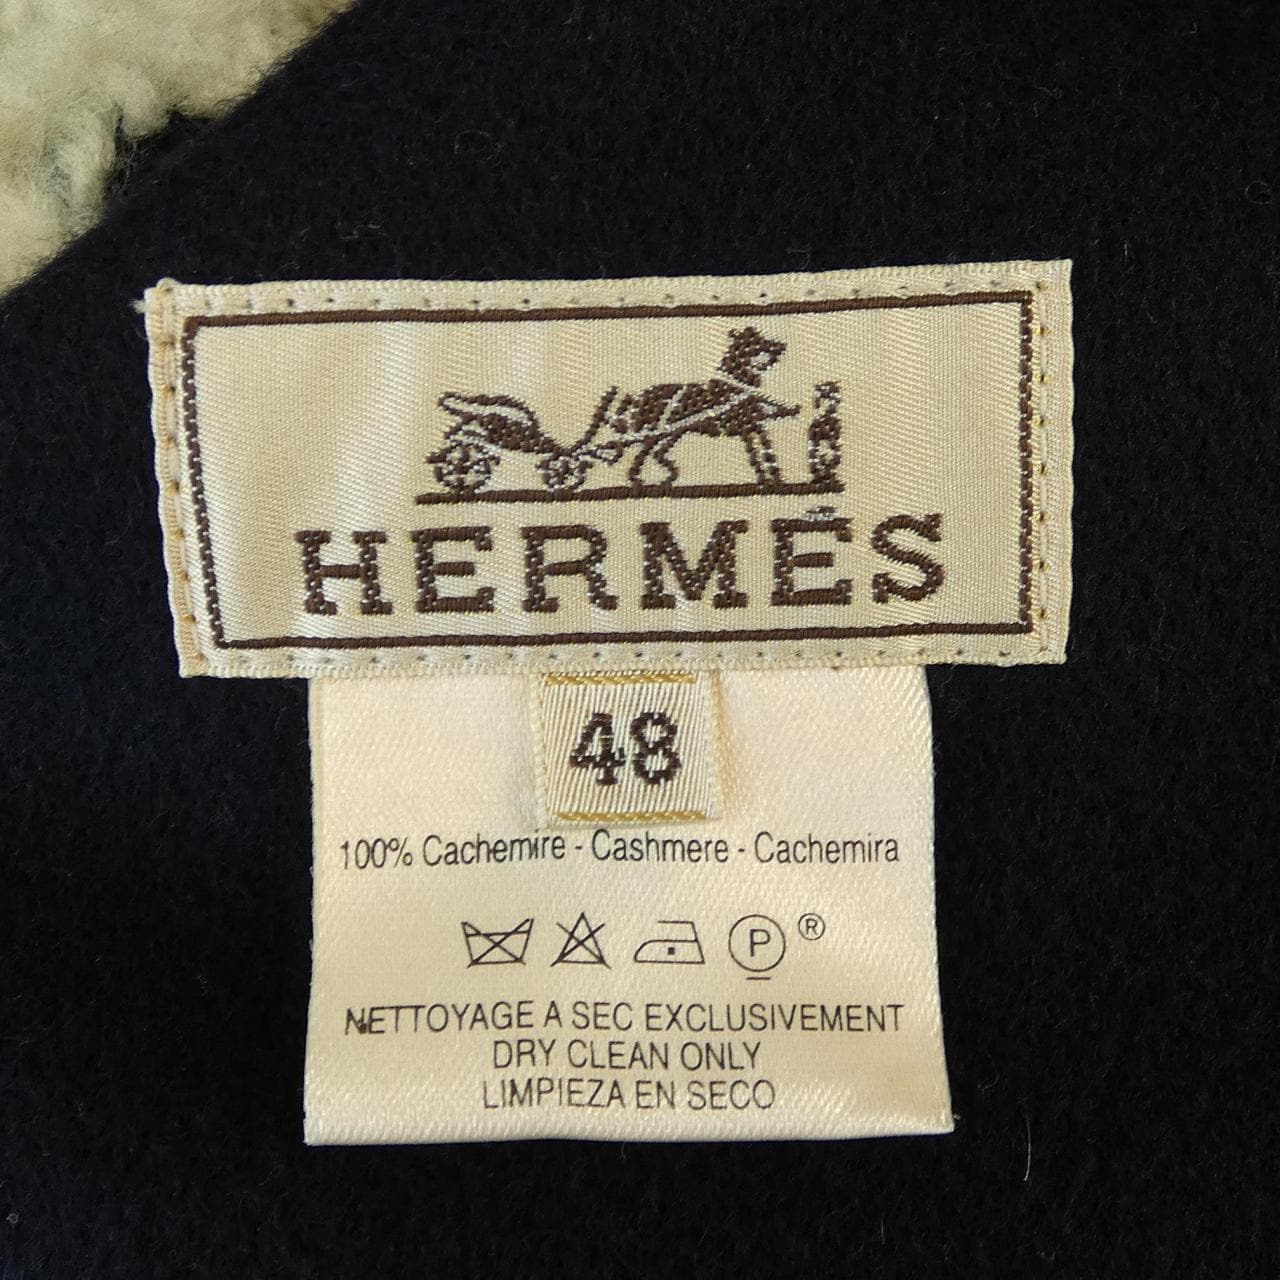 HERMÈS
48
100% Cachemire - Cashmere - Cachemira
P ®
NETTOYAGE A SEC EXCLUSIVEMENT
DRY CLEAN ONLY
LIMPIEZA EN SECO